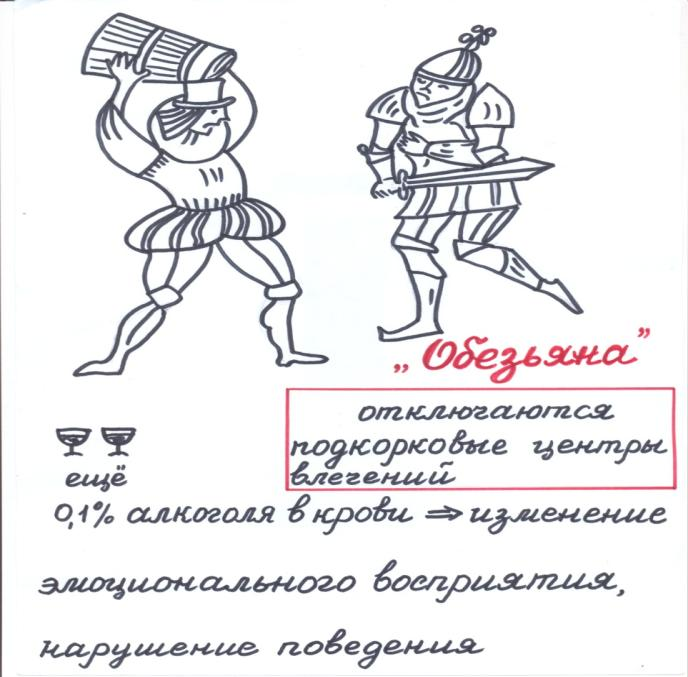 „Обезьяна”
отключаются
подкорковые центры
влечений
ещё
0,1% алкоголя в крови ⇒ изменение
эмоционального восприятия,
нарушение поведения